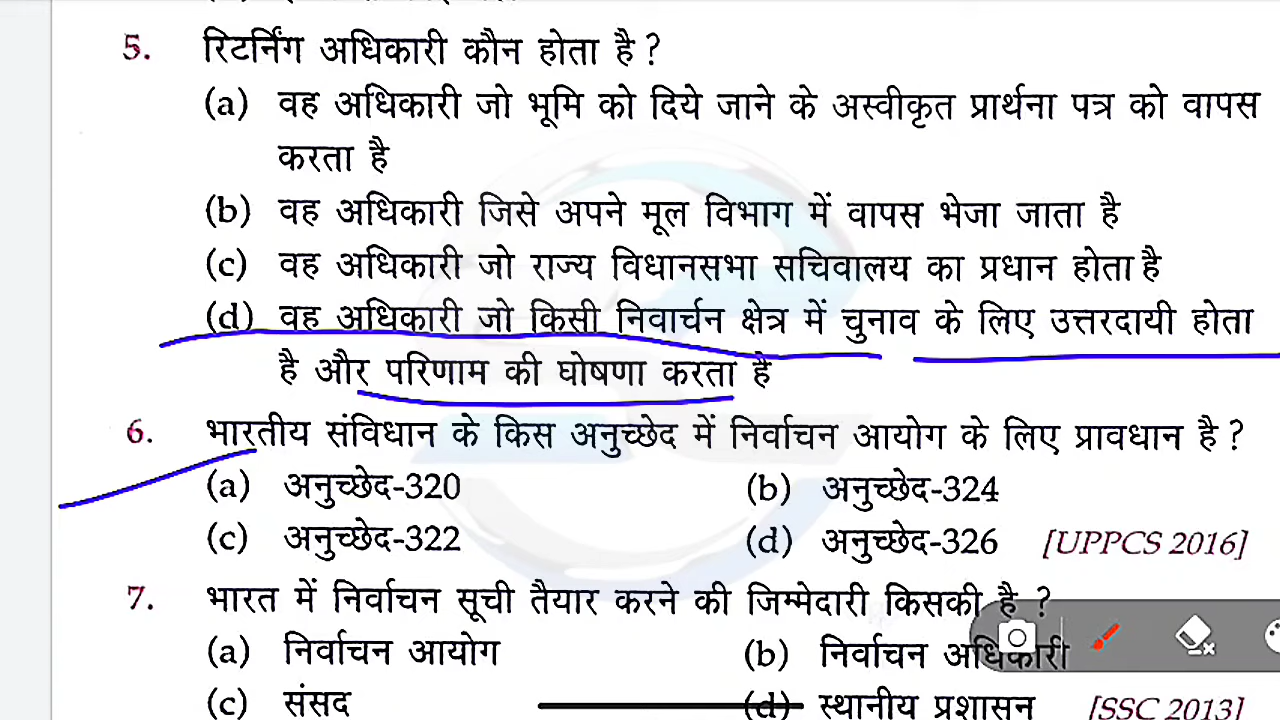 5. रिटर्निंग अधिकारी कौन होता है ?
(a) वह अधिकारी जो भूमि को दिये जाने के अस्वीकृत प्रार्थना पत्र को वापस
करता है
(b) वह अधिकारी जिसे अपने मूल विभाग में वापस भेजा जाता है
(c) वह अधिकारी जो राज्य विधानसभा सचिवालय का प्रधान होता है
(d) वह अधिकारी जो किसी निवार्चन क्षेत्र में चुनाव के लिए उत्तरदायी होता
है और परिणाम की घोषणा करता है
6. भारतीय संविधान के किस अनुच्छेद में निर्वाचन आयोग के लिए प्रावधान है ?
(a) अनुच्छेद-320 (b) अनुच्छेद-324
(c) अनुच्छेद-322 (d) अनुच्छेद-326 [UPPCS 2016]
7. भारत में निर्वाचन सूची तैयार करने की जिम्मेदारी किसकी है ?
(a) निर्वाचन आयोग (b) निर्वाचन अधिकारी
(c) संसद (d) स्थानीय प्रशासन [SSC 2013]